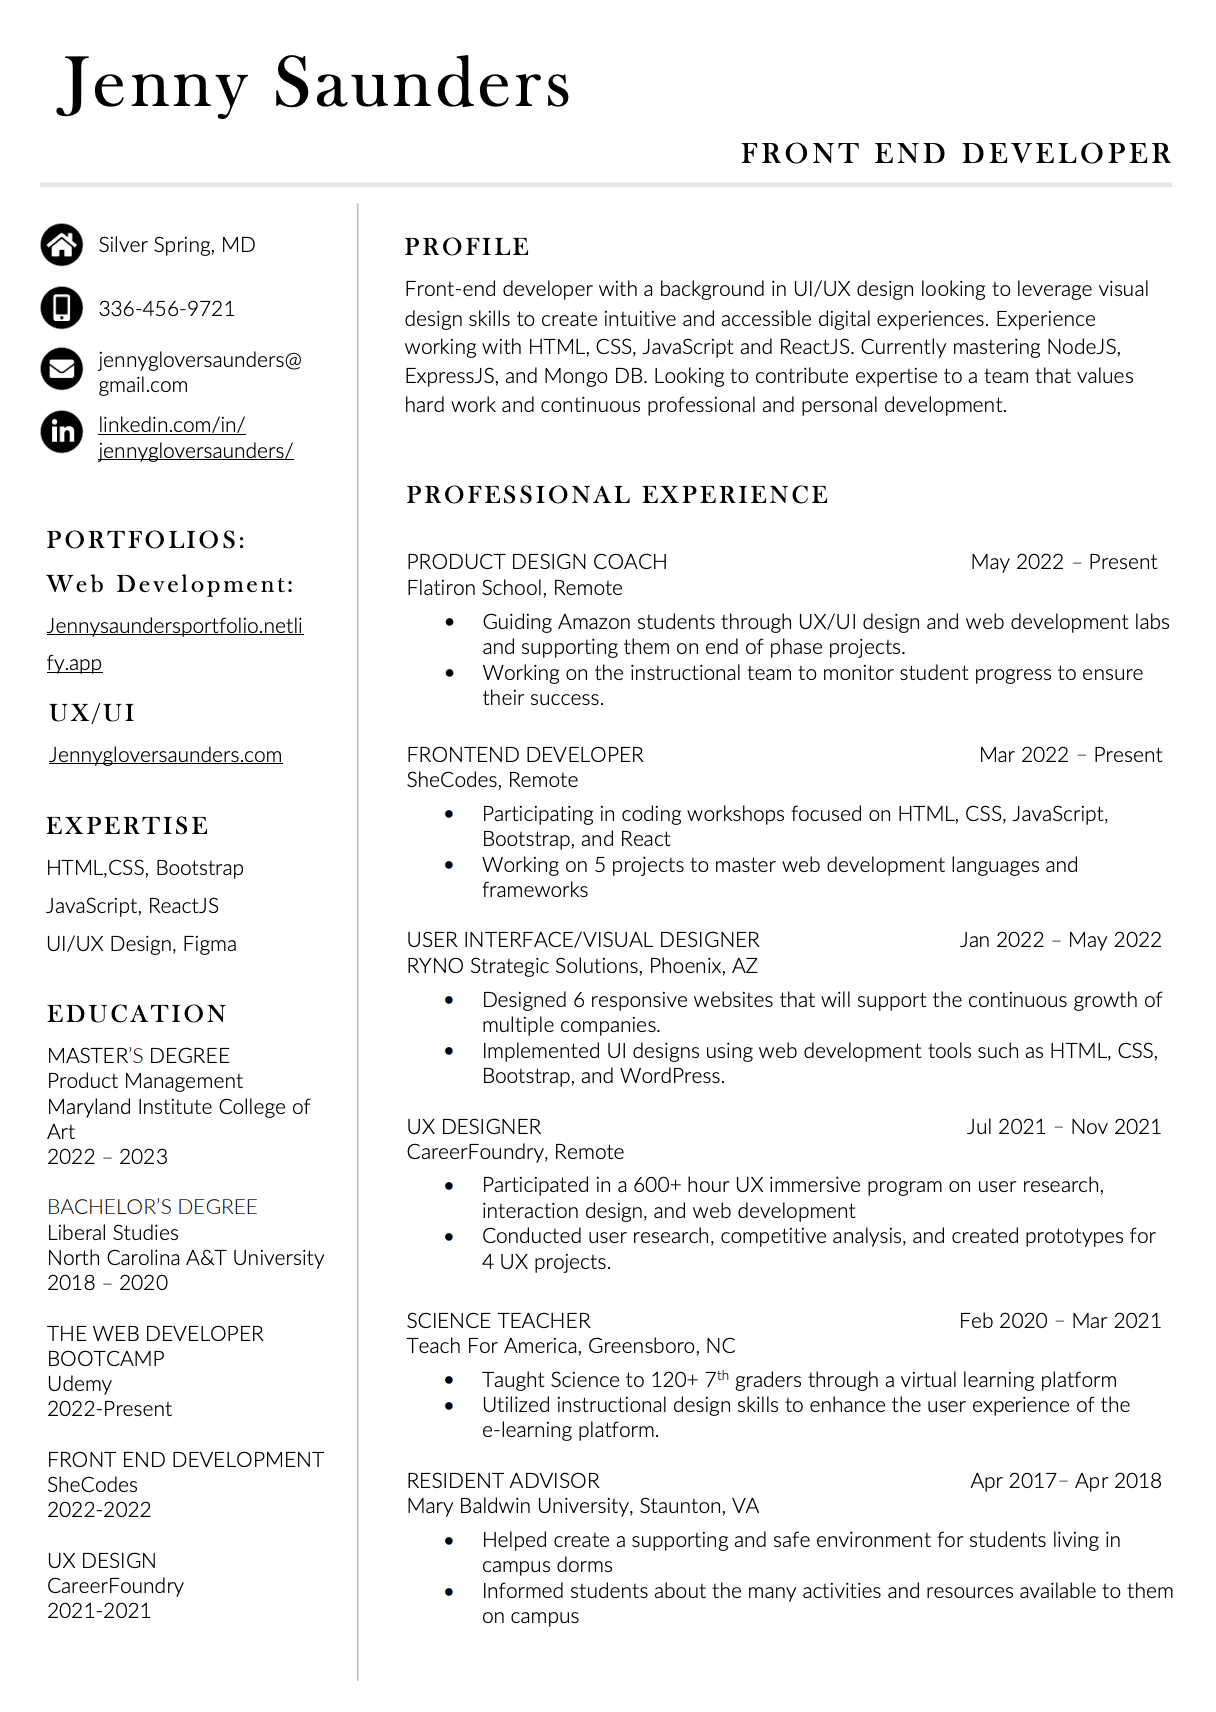 Jenny Saunders
FRONT END DEVELOPER
Silver Spring, MD
336-456-9721
jennygloversaunders@
gmail.com
linkedin.com/in/
jennygloversaunders/
PORTFOLIOS:
Web Development:
Jennysaundersportfolio.netli
fy.app
UX/UI
Jennygloversaunders.com
EXPERTISE
HTML,CSS, Bootstrap
JavaScript, ReactJS
UI/UX Design, Figma
EDUCATION
MASTER’S DEGREE
Product Management
Maryland Institute College of
Art
2022 – 2023
BACHELOR’S DEGREE
Liberal Studies
North Carolina A&T University
2018 – 2020
THE WEB DEVELOPER
BOOTCAMP
Udemy
2022-Present
FRONT END DEVELOPMENT
SheCodes
2022-2022
UX DESIGN
CareerFoundry
2021-2021
PROFILE
Front-end developer with a background in UI/UX design looking to leverage visual
design skills to create intuitive and accessible digital experiences. Experience
working with HTML, CSS, JavaScript and ReactJS. Currently mastering NodeJS,
ExpressJS, and Mongo DB. Looking to contribute expertise to a team that values
hard work and continuous professional and personal development.
PROFESSIONAL EXPERIENCE
PRODUCT DESIGN COACH May 2022 – Present
Flatiron School, Remote
• Guiding Amazon students through UX/UI design and web development labs
and supporting them on end of phase projects.
• Working on the instructional team to monitor student progress to ensure
their success.
FRONTEND DEVELOPER Mar 2022 – Present
SheCodes, Remote
• Participating in coding workshops focused on HTML, CSS, JavaScript,
Bootstrap, and React
• Working on 5 projects to master web development languages and
frameworks
USER INTERFACE/VISUAL DESIGNER Jan 2022 – May 2022
RYNO Strategic Solutions, Phoenix, AZ
• Designed 6 responsive websites that will support the continuous growth of
multiple companies.
• Implemented UI designs using web development tools such as HTML, CSS,
Bootstrap, and WordPress.
UX DESIGNER Jul 2021 – Nov 2021
CareerFoundry, Remote
• Participated in a 600+ hour UX immersive program on user research,
interaction design, and web development
• Conducted user research, competitive analysis, and created prototypes for
4 UX projects.
SCIENCE TEACHER Feb 2020 – Mar 2021
Teach For America, Greensboro, NC
• Taught Science to 120+ 7th graders through a virtual learning platform
• Utilized instructional design skills to enhance the user experience of the
e-learning platform.
RESIDENT ADVISOR Apr 2017– Apr 2018
Mary Baldwin University, Staunton, VA
• Helped create a supporting and safe environment for students living in
campus dorms
• Informed students about the many activities and resources available to them
on campus